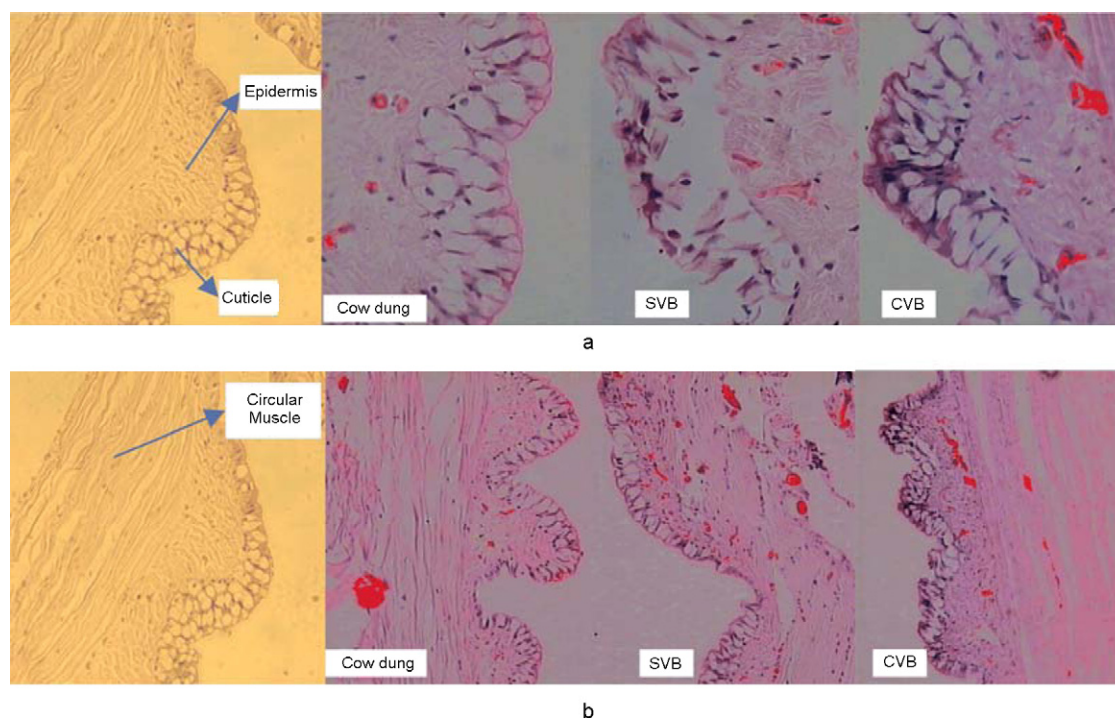 Epidermis
Cuticle
Cow dung
SVB
CVB
a
Circular
Muscle
Cow dung
SVB
CVB
b